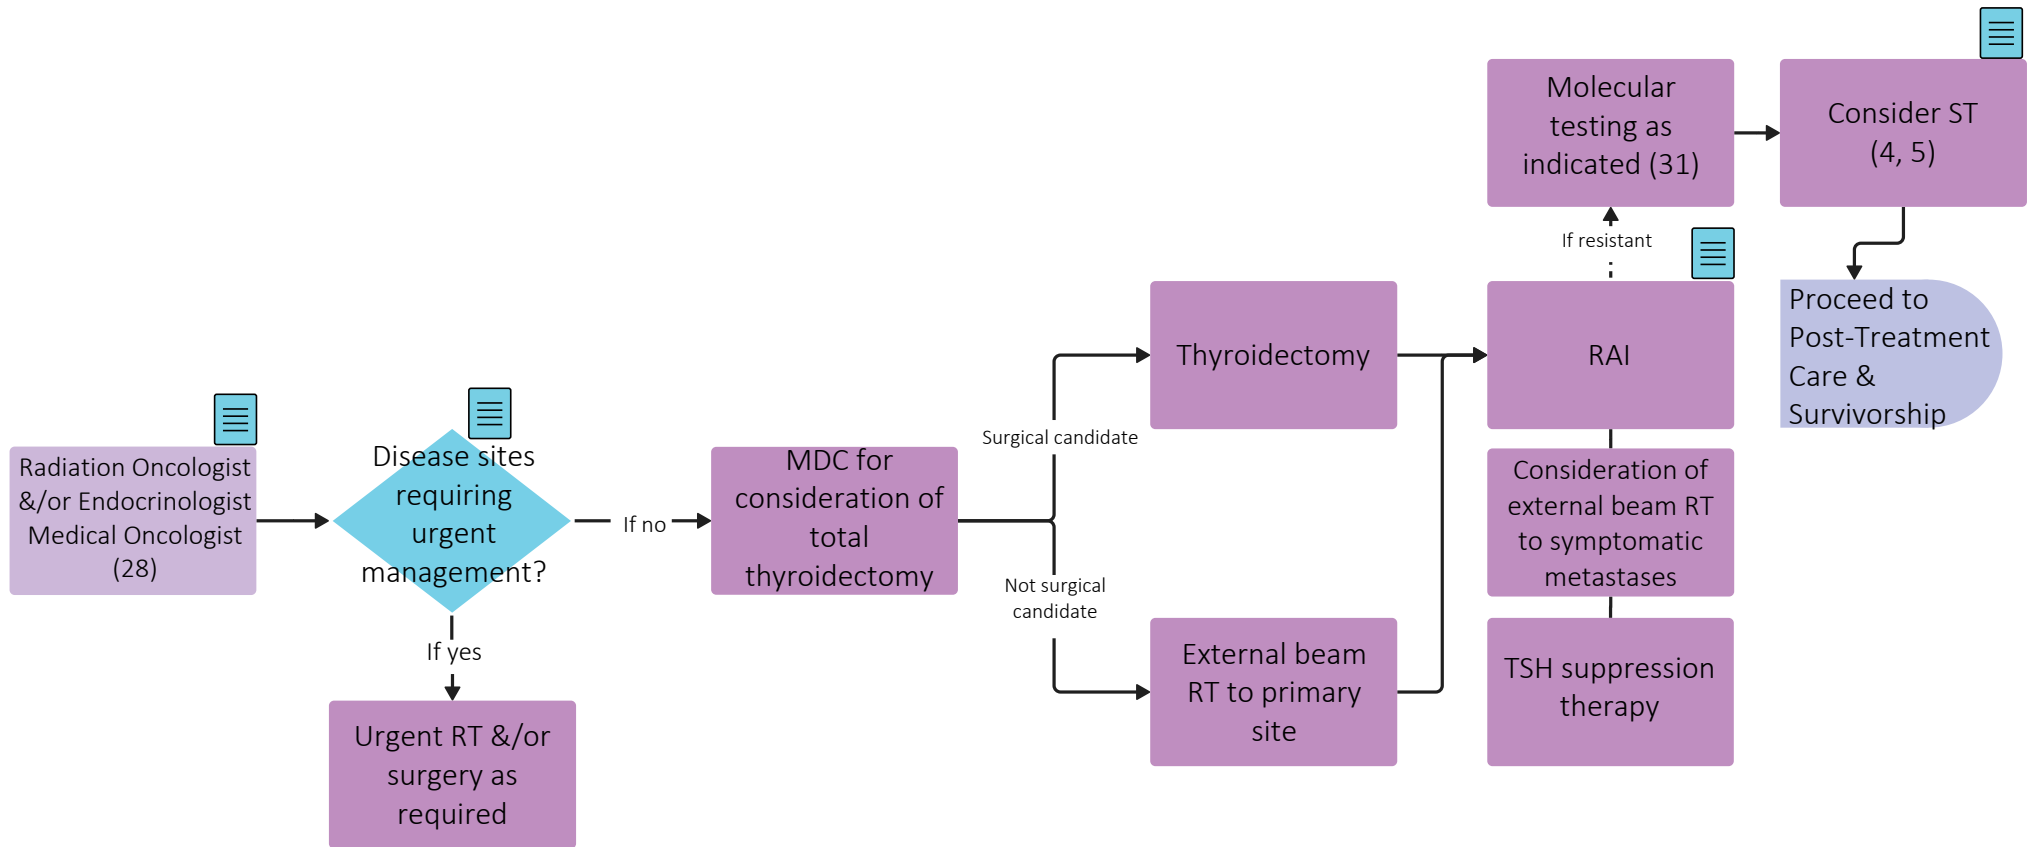 Radiation Oncologist
&/or Endocrinologist
Medical Oncologist
(28)
Disease sites
requiring
urgent
management?
If yes
Urgent RT &/or
surgery as
required
If no
MDC for
consideration of
total
thyroidectomy
Surgical candidate
Not surgical
candidate
Thyroidectomy
External beam
RT to primary
site
RAI
Consideration of
external beam RT
to symptomatic
metastases
TSH suppression
therapy
If resistant
Molecular
testing as
indicated (31)
Consider ST
(4, 5)
Proceed to
Post-Treatment
Care &
Survivorship